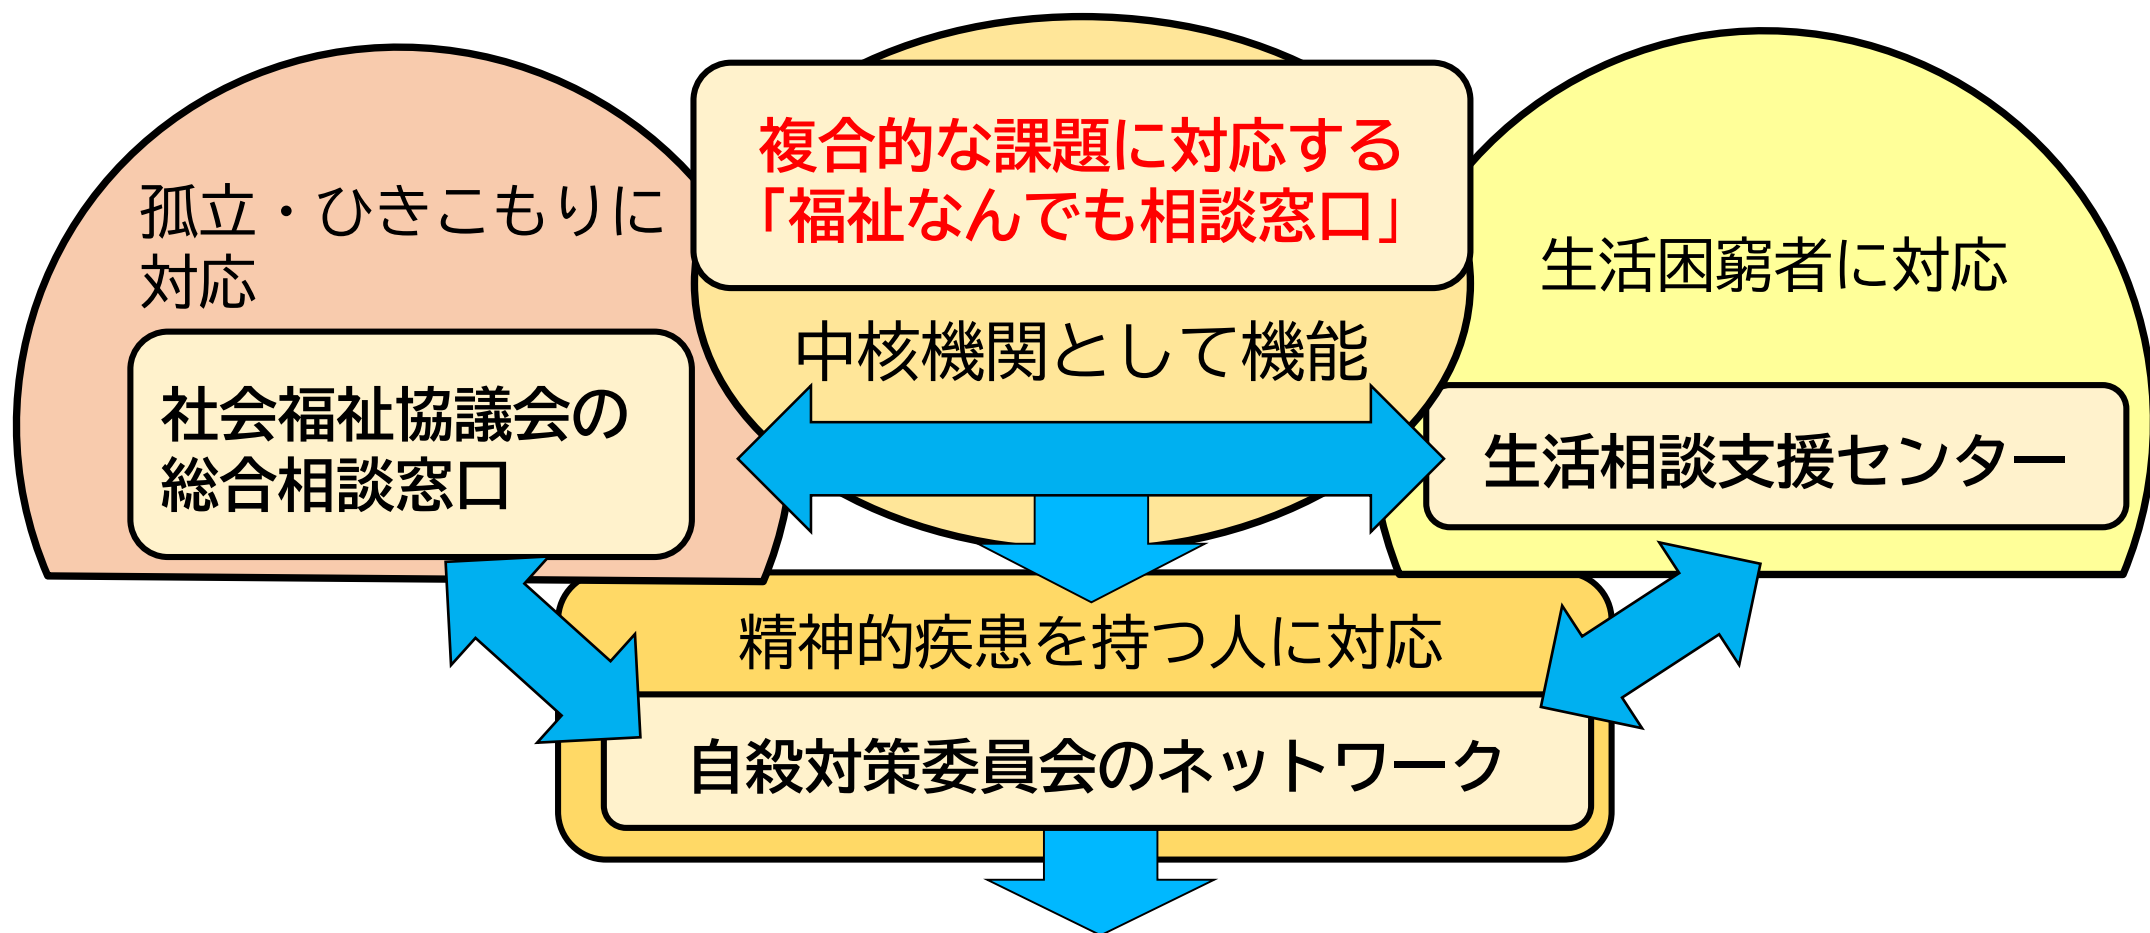 複合的な課題に対応する
「福祉なんでも相談窓口」
中核機関として機能
孤立・ひきこもりに
対応
社会福祉協議会の
総合相談窓口
生活困窮者に対応
生活相談支援センター
精神的疾患を持つ人に対応
自殺対策委員会のネットワーク